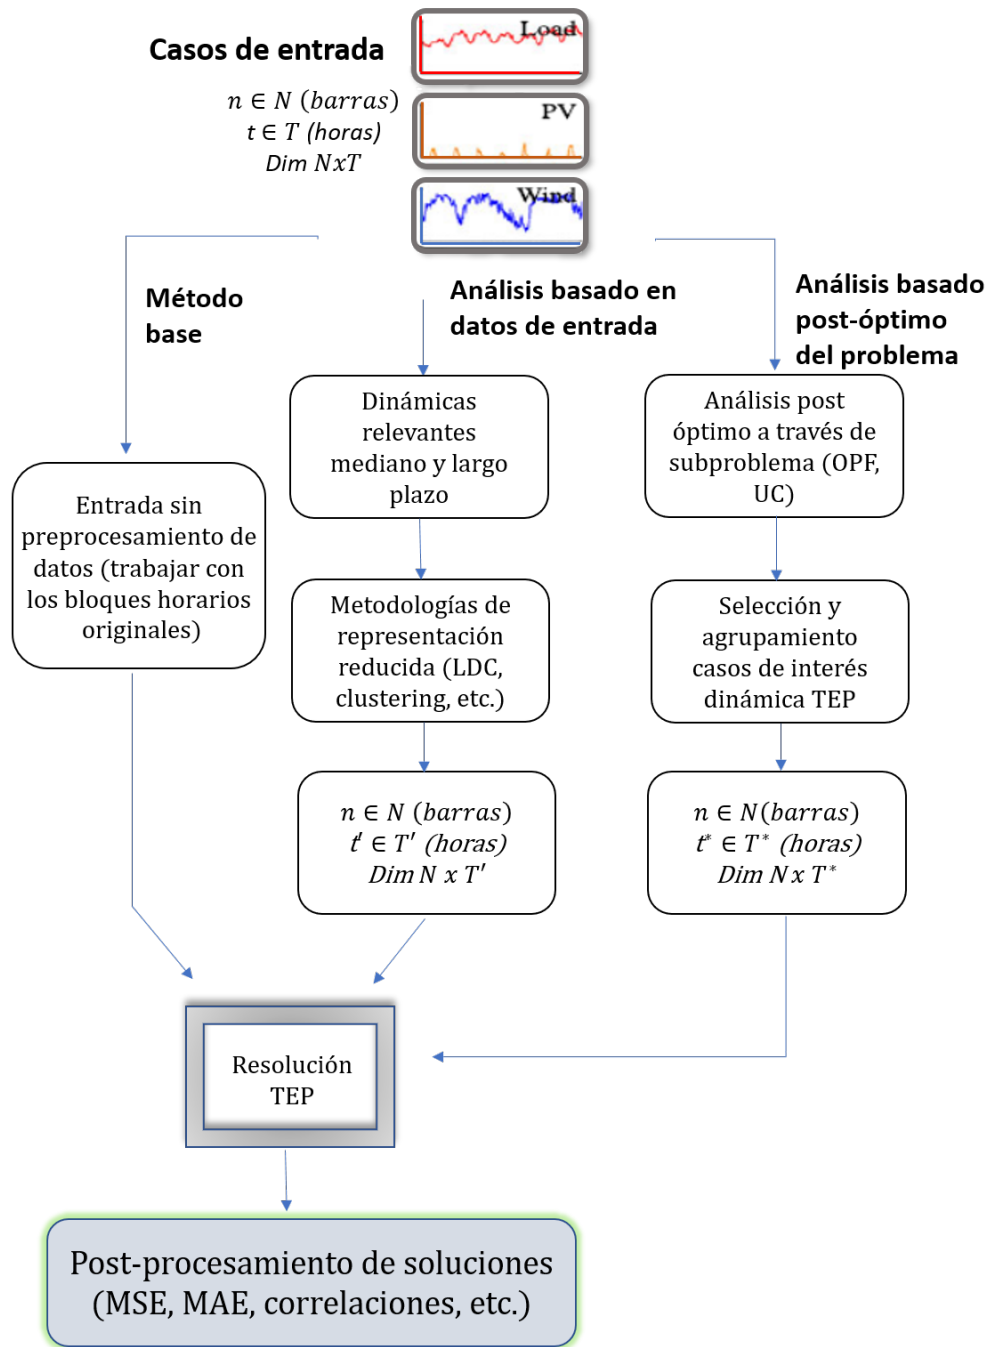 Casos de entrada
n ∈ N (barras)
t ∈ T (horas)
Dim NxT
Load
PV
Wind
Método
base
Análisis basado en
datos de entrada
Análisis basado
post-óptimo
del problema
Entrada sin
preprocesamiento de
datos (trabajar con
los bloques horarios
originales)
Dinámicas
relevantes
mediano y largo
plazo
Análisis post
óptimo a través de
subproblema (OPF,
UC)
Metodologías de
representación
reducida (LDC,
clustering, etc.)
Selección y
agrupamiento
casos de interés
dinámica TEP
n ∈ N (barras)
t' ∈ T' (horas)
Dim N x T'
n ∈ N(barras)
t* ∈ T* (horas)
Dim N x T*
Resolución
TEP
Post-procesamiento de soluciones
(MSE, MAE, correlaciones, etc.)